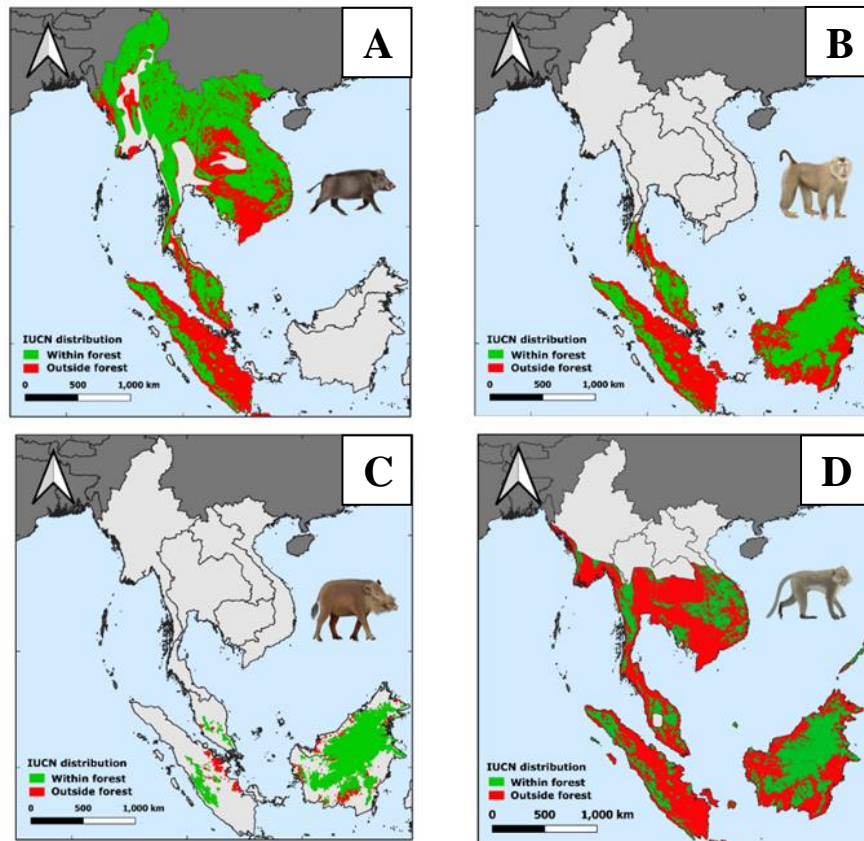 A
IUCN distribution
Within forest
Outside forest
0 500 1,000 km
B
IUCN distribution
Within forest
Outside forest
0 500 1,000 km
C
IUCN distribution
Within forest
Outside forest
0 500 1,000 km
D
IUCN distribution
Within forest
Outside forest
0 500 1,000 km